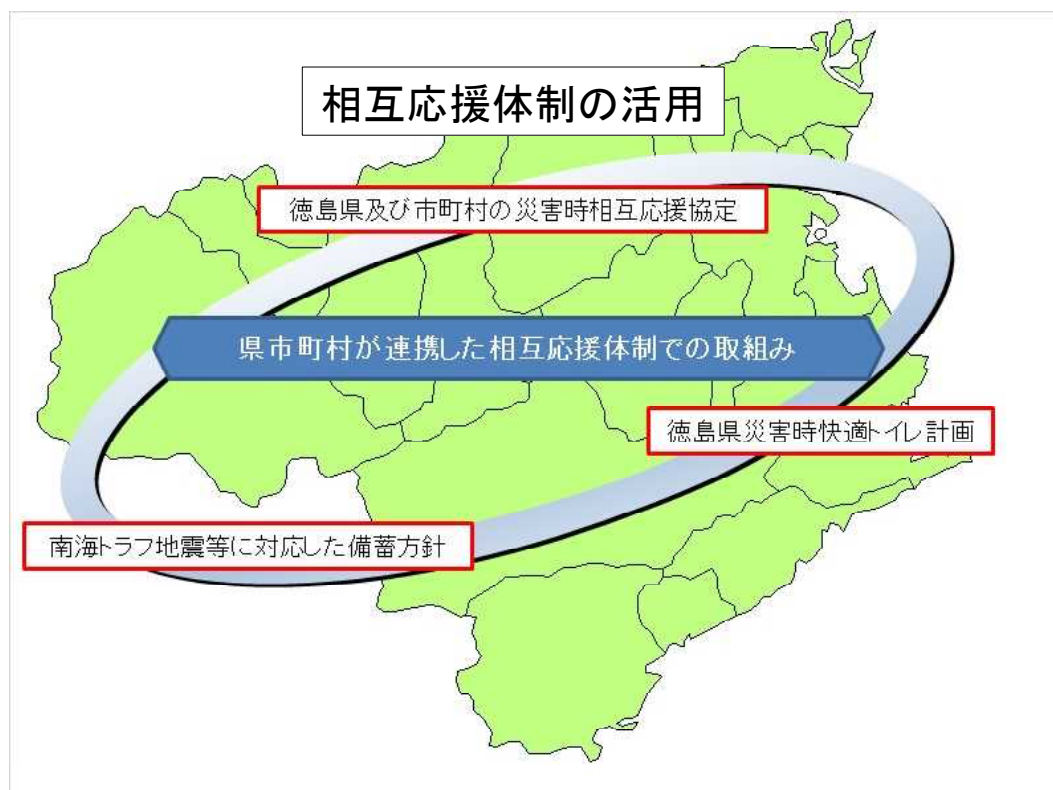 相互応援体制の活用
徳島県及び市町村の災害時相互応援協定
県市町村が連携した相互応援体制での取組み
徳島県災害時快適トイレ計画
南海トラフ地震等に対応した備蓄方針